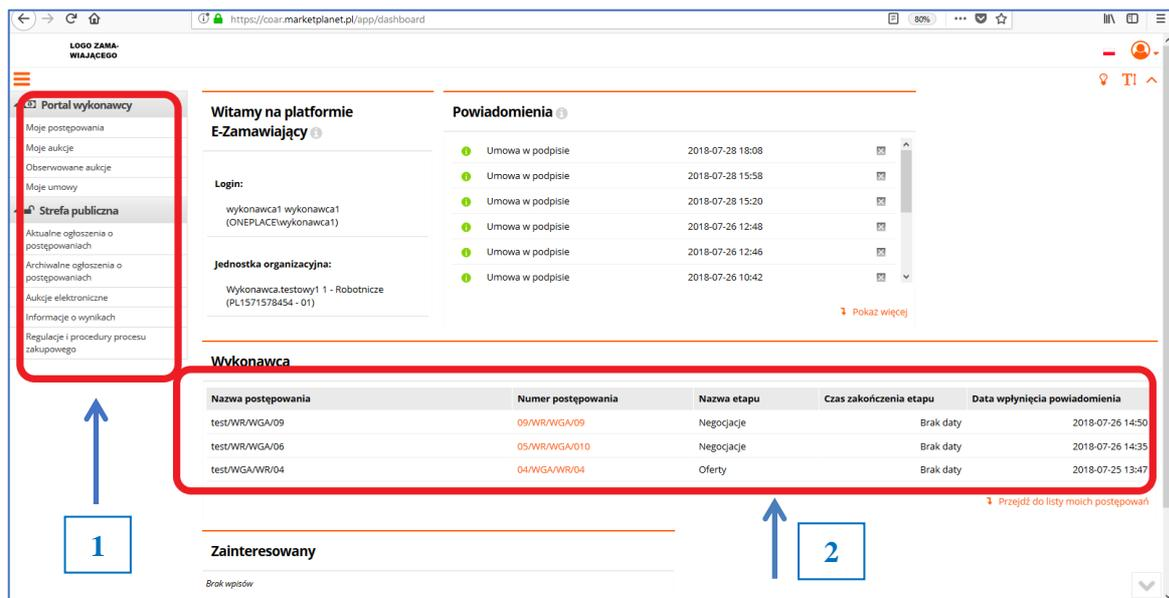 https://coar.marketplanet.pl/app/dashboard
80%
LOGO ZAMA-
WIAJĄCEGO
T!
Portal wykonawcy
Moje postępowania
Moje aukcje
Obserwowane aukcje
Moje umowy
Strefa publiczna
Aktualne ogłoszenia o
postępowaniach
Archiwalne ogłoszenia o
postępowaniach
Aukcje elektroniczne
Informacje o wynikach
Regulacje i procedury procesu
zakupowego
1
Witamy na platformie
E-Zamawiający
Login:
wykonawca1 wykonawca1
(ONEPLACE\wykonawca1)
Jednostka organizacyjna:
Wykonawca.testowy1 1 - Robotnicze
(PL1571578454 - 01)
Powiadomienia
Umowa w podpisie 2018-07-28 18:08
Umowa w podpisie 2018-07-28 15:58
Umowa w podpisie 2018-07-28 15:20
Umowa w podpisie 2018-07-26 12:48
Umowa w podpisie 2018-07-26 12:46
Umowa w podpisie 2018-07-26 10:42
Pokaż więcej
Wykonawca
Nazwa postępowania Numer postępowania Nazwa etapu Czas zakończenia etapu Data wpłynięcia powiadomienia
test/WR/WGA/09 09/WR/WGA/09 Negocjacje Brak daty 2018-07-26 14:50
test/WR/WGA/06 05/WR/WGA/010 Negocjacje Brak daty 2018-07-26 14:35
test/WGA/WR/04 04/WGA/WR/04 Oferty Brak daty 2018-07-25 13:47
Przejdź do listy moich postępowań
2
Zainteresowany
Brak wpisów